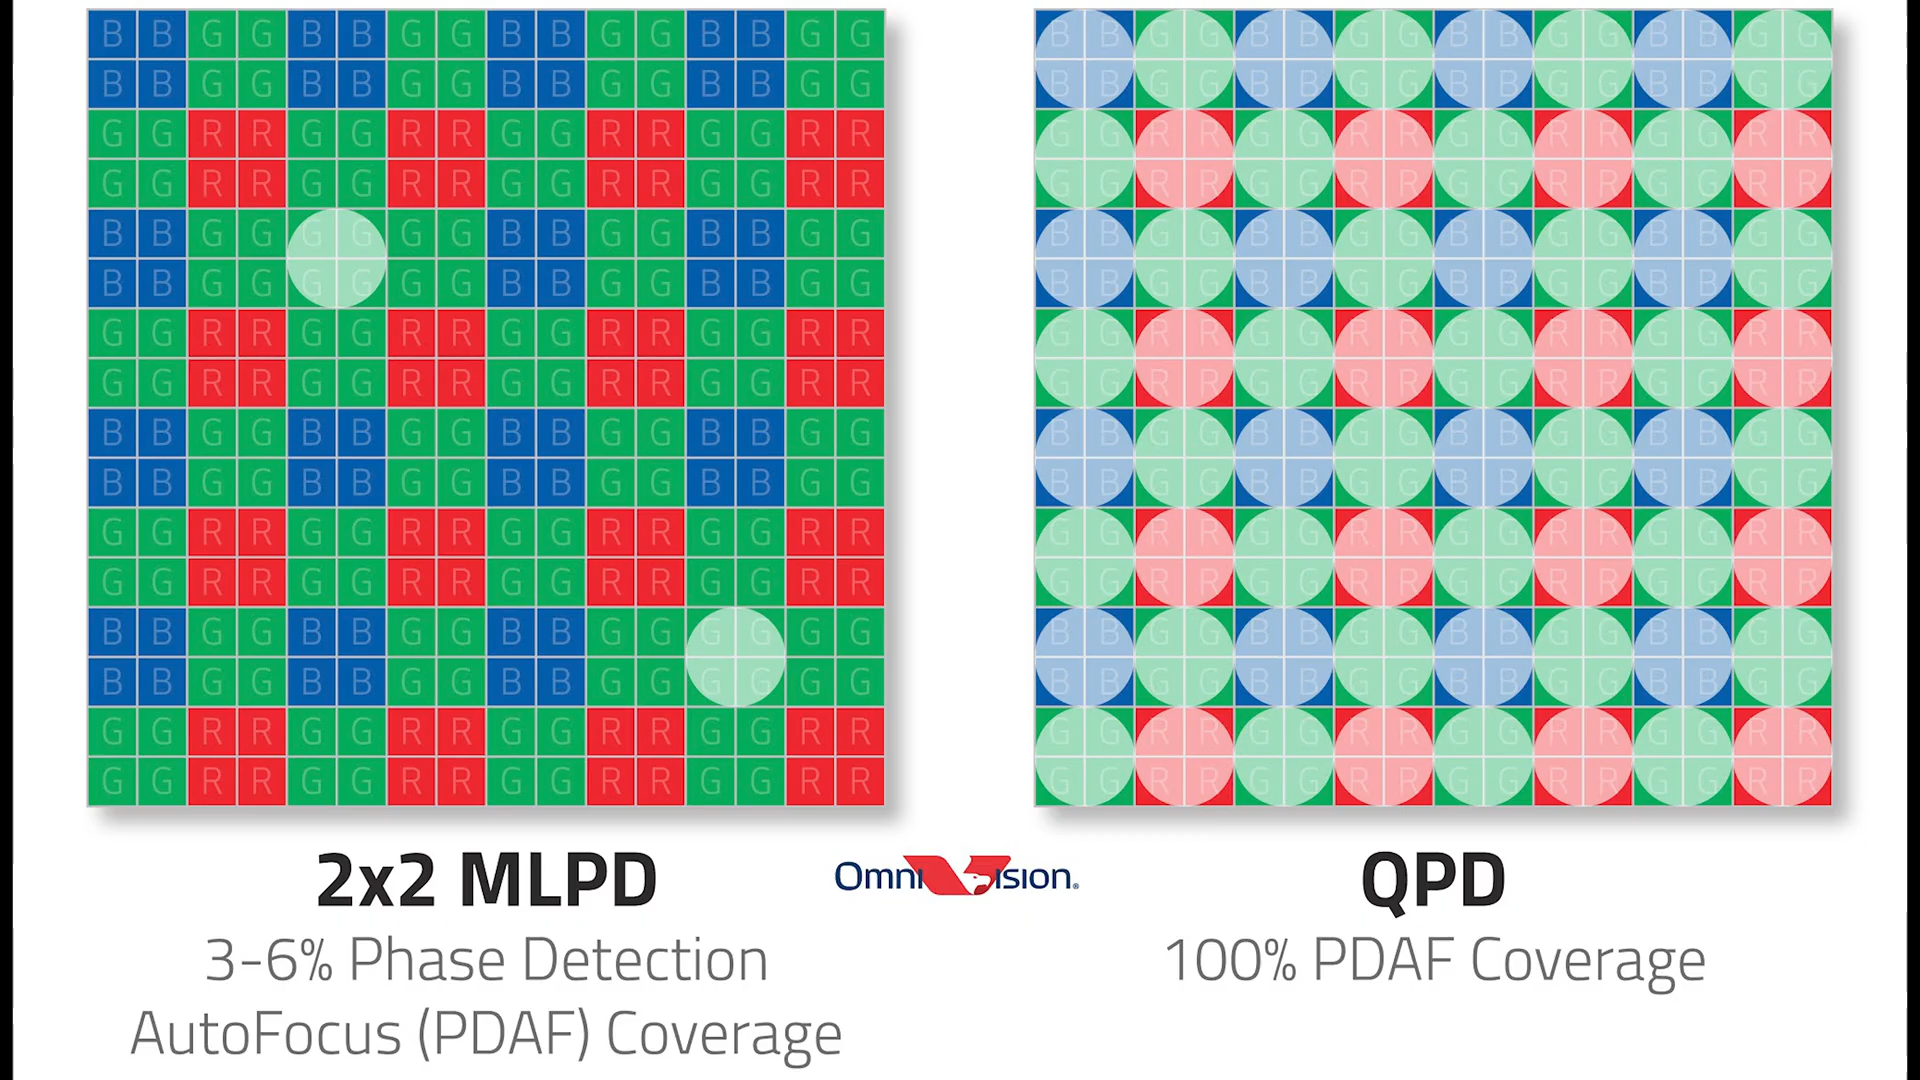 B B G G B B G G B B G G B B G G
B B G G B B G G B B G G B B G G
G G R R G G R R G G R R G G R R
G G R R G G R R G G R R G G R R
B B G G G G G G B B G G B B G G
B B G G G G G G B B G G B B G G
G G R R G G R R G G R R G G R R
G G R R G G R R G G R R G G R R
B B G G B B G G B B G G B B G G
B B G G B B G G B B G G B B G G
G G R R G G R R G G R R G G R R
G G R R G G R R G G R R G G R R
B B G G B B G G B B G G G G G G
B B G G B B G G B B G G G G G G
G G R R G G R R G G R R G G R R
G G R R G G R R G G R R G G R R
2x2 MLPD
3-6% Phase Detection
AutoFocus (PDAF) Coverage
OmniVision®
B B G G B B G G B B G G B B G G
B B G G B B G G B B G G B B G G
G G R R G G R R G G R R G G R R
G G R R G G R R G G R R G G R R
B B G G B B G G B B G G B B G G
B B G G B B G G B B G G B B G G
G G R R G G R R G G R R G G R R
G G R R G G R R G G R R G G R R
B B G G B B G G B B G G B B G G
B B G G B B G G B B G G B B G G
G G R R G G R R G G R R G G R R
G G R R G G R R G G R R G G R R
B B G G B B G G B B G G B B G G
B B G G B B G G B B G G B B G G
G G R R G G R R G G R R G G R R
G G R R G G R R G G R R G G R R
QPD
100% PDAF Coverage